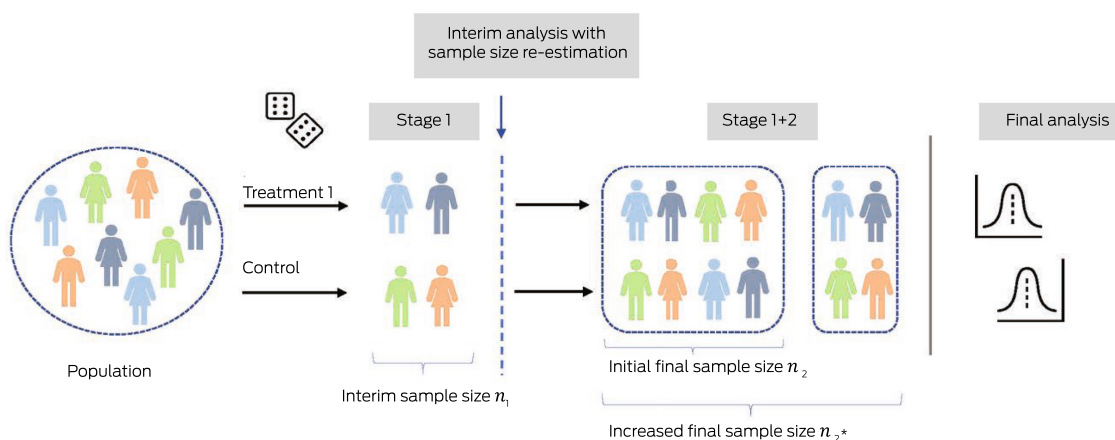 Interim analysis with
sample size re-estimation
Stage 1
Stage 1+2
Final analysis
Treatment 1
Control
Population
Interim sample size n₁
Initial final sample size n₂
Increased final sample size n₂*